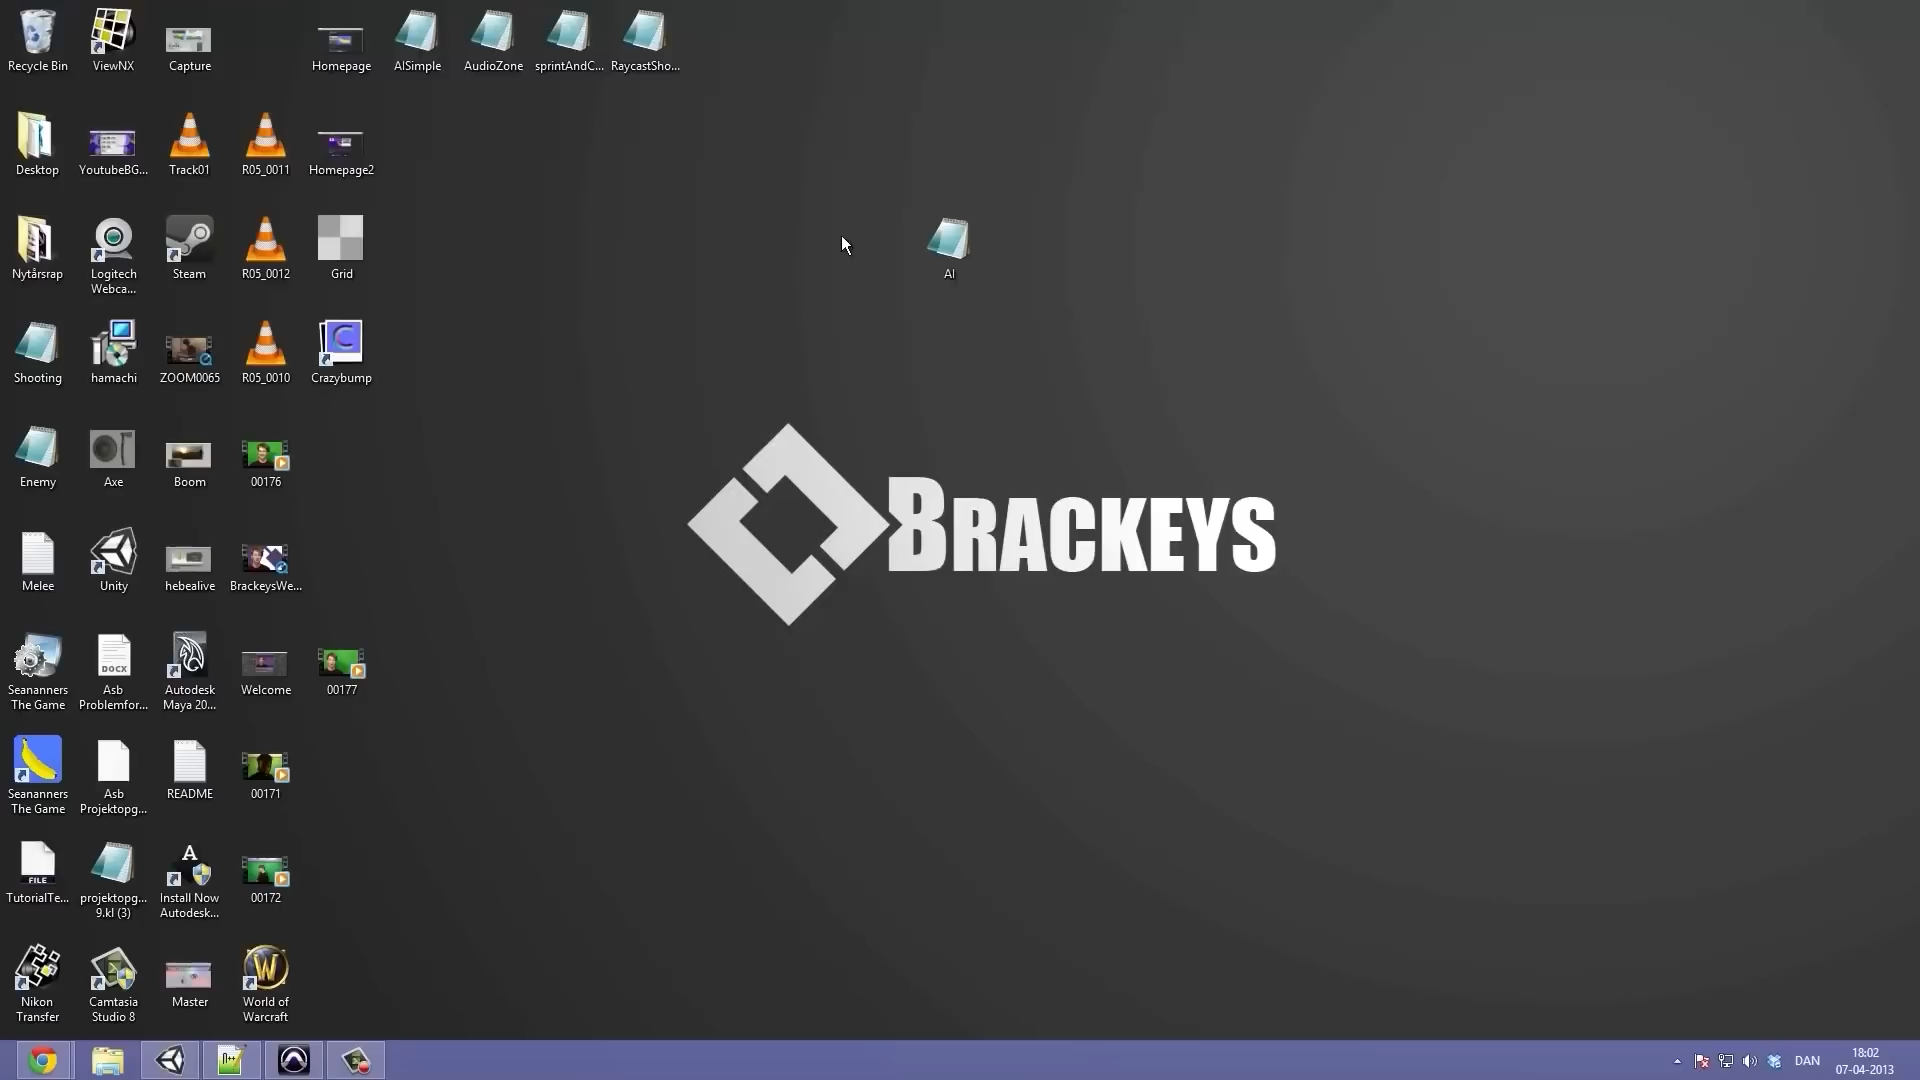 Recycle Bin
ViewNX
Capture
Homepage
AISimple
AudioZone
sprintAndC...
RaycastSho...
Desktop
YoutubeBG...
Track01
R05_0011
Homepage2
Nytårsrap
Logitech
Webca...
Steam
R05_0012
Grid
AI
Shooting
hamachi
ZOOM0065
R05_0010
Crazybump
Enemy
Axe
Boom
00176
BRACKEYS
Melee
Unity
hebealive
BrackeysWe...
Seananners
The Game
DOCX
Asb
Problemfor...
Autodesk
Maya 20...
Welcome
00177
Seananners
The Game
Asb
Projektopg...
README
00171
FILE
TutorialTe...
projektopg...
9.kl (3)
Install Now
Autodesk...
00172
Nikon
Transfer
Camtasia
Studio 8
Master
World of
Warcraft
DAN
18:02
07-04-2013